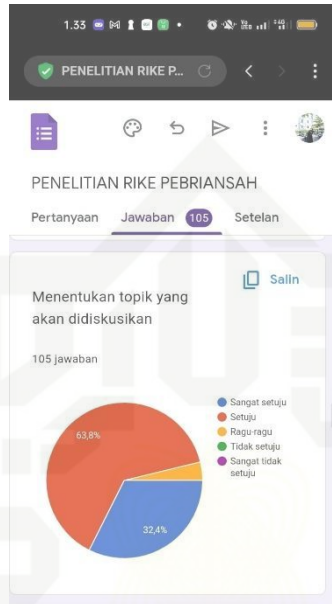 1.33
PENELITIAN RIKE P...
PENELITIAN RIKE PEBRIANSAH
Pertanyaan Jawaban 105 Setelan
Salin
Menentukan topik yang
akan didiskusikan
105 jawaban
Sangat setuju
Setuju
Ragu-ragu
Tidak setuju
Sangat tidak
setuju
63,8%
32,4%